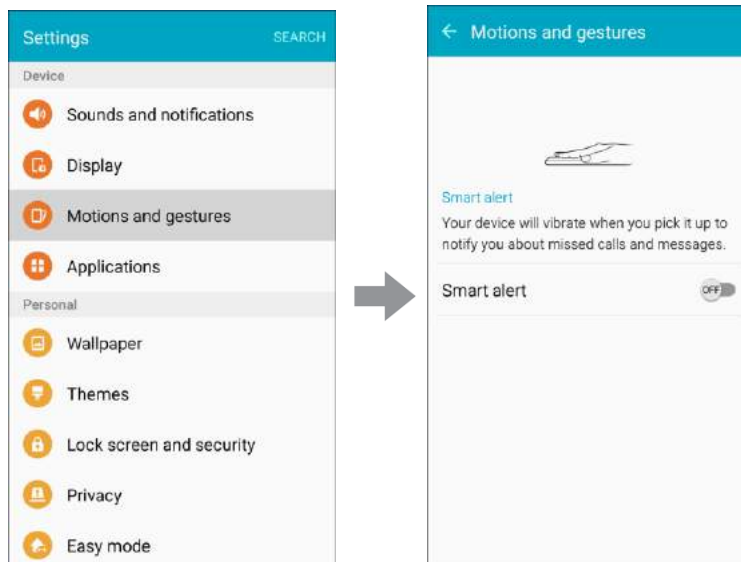 Settings
SEARCH
Device
Sounds and notifications
Display
Motions and gestures
Applications
Personal
Wallpaper
Themes
Lock screen and security
Privacy
Easy mode
Motions and gestures
Smart alert
Your device will vibrate when you pick it up to
notify you about missed calls and messages.
Smart alert
OFF